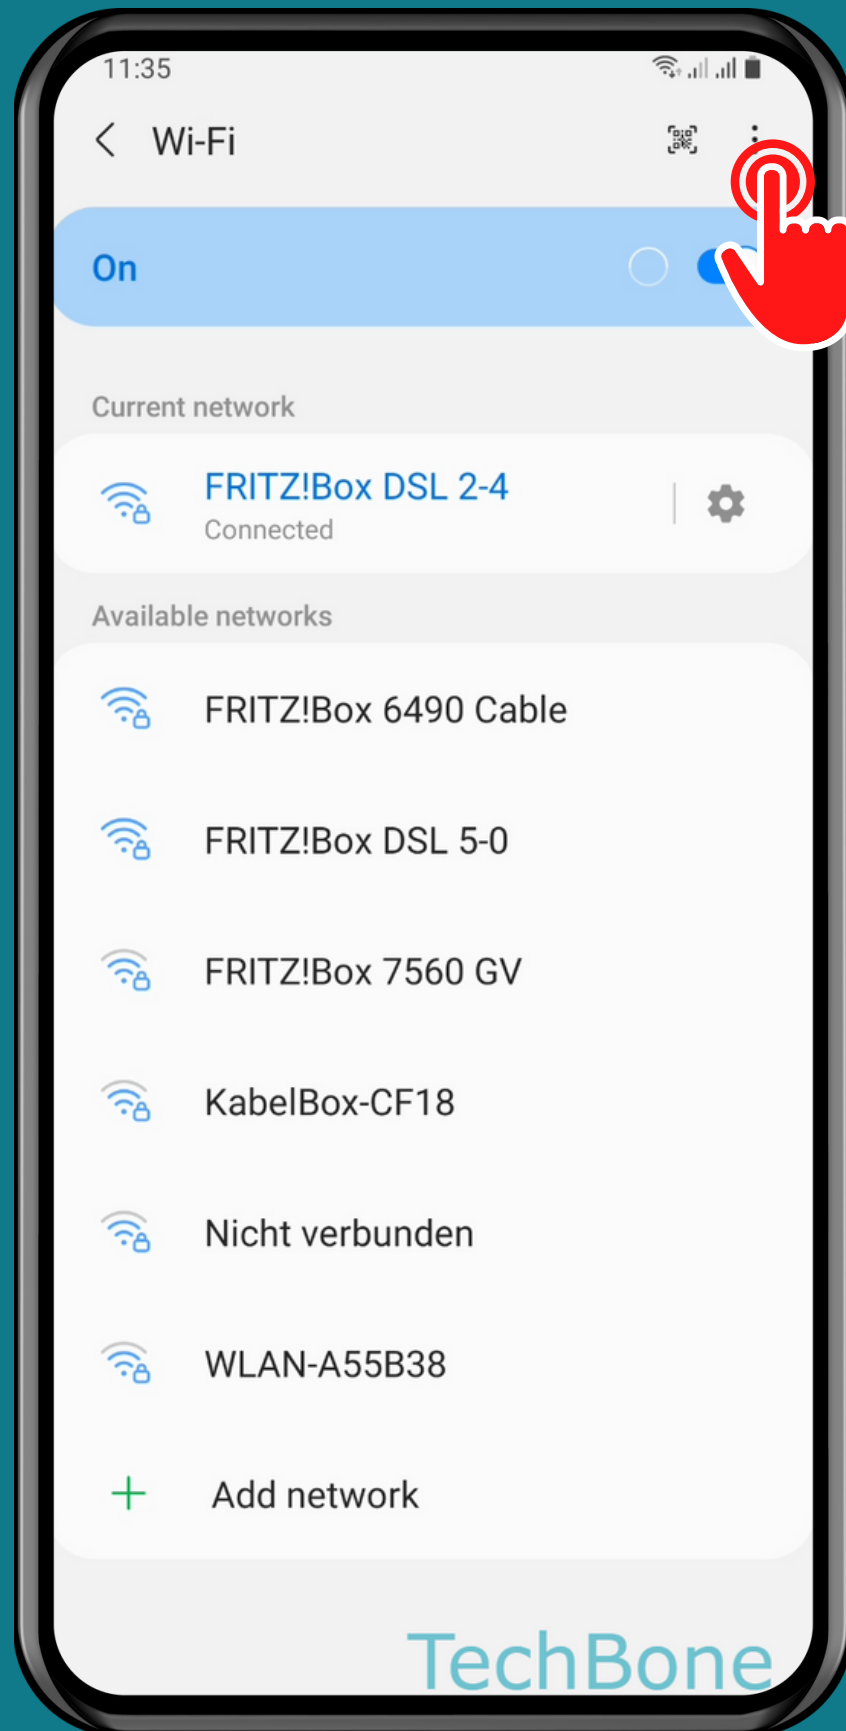 11:35
Wi-Fi
On
Current network
FRITZ!Box DSL 2-4
Connected
Available networks
FRITZ!Box 6490 Cable
FRITZ!Box DSL 5-0
FRITZ!Box 7560 GV
KabelBox-CF18
Nicht verbunden
WLAN-A55B38
Add network
TechBone